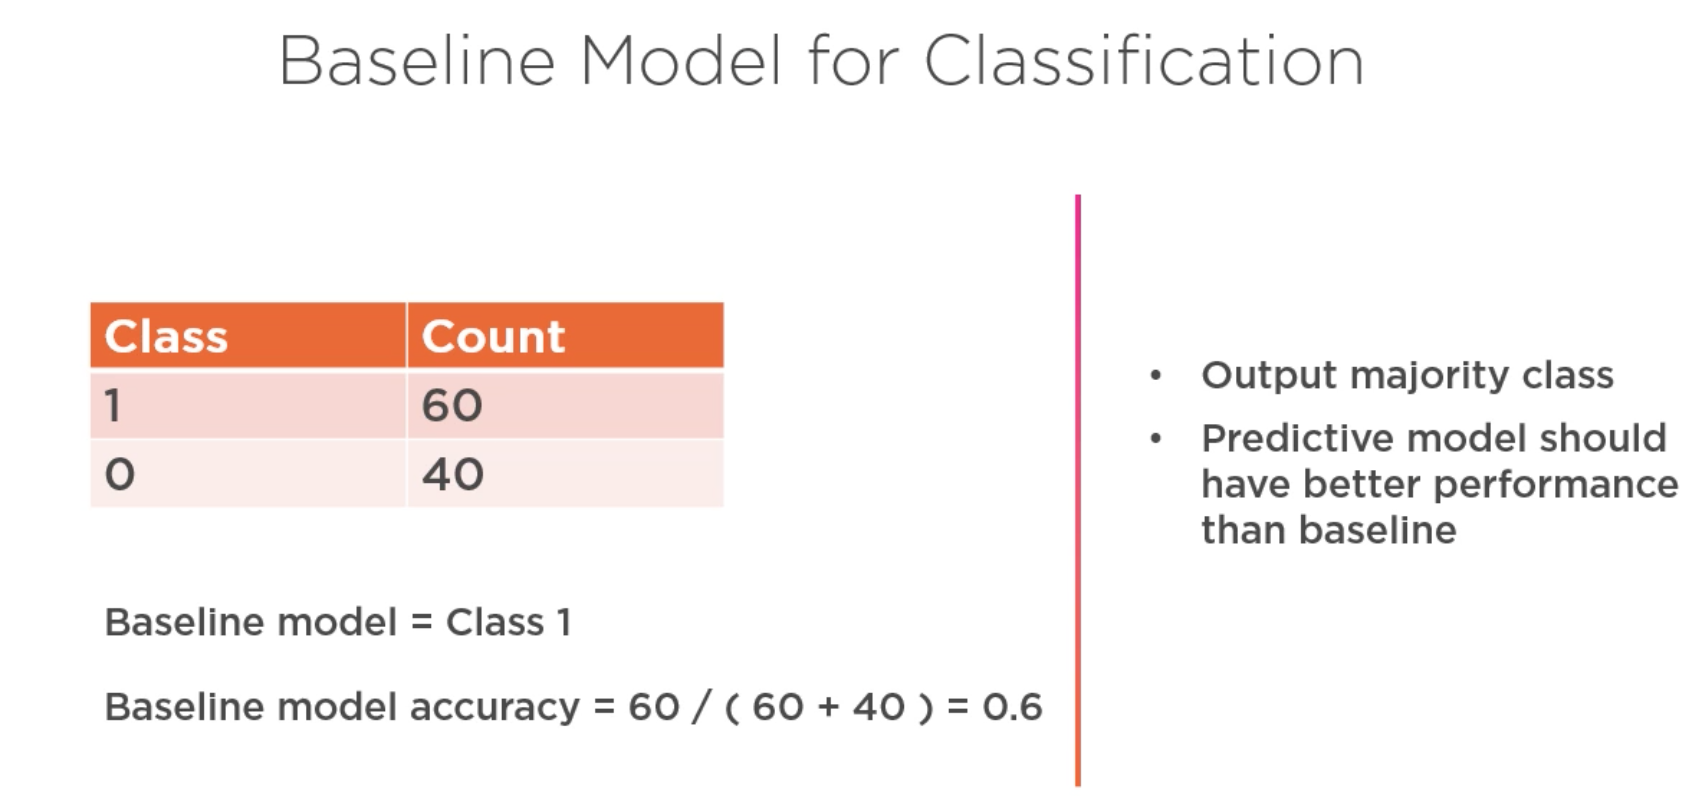 Baseline Model for Classification
Class Count
1 60
0 40
Baseline model = Class 1
Baseline model accuracy = 60 / ( 60 + 40 ) = 0.6
• Output majority class
• Predictive model should
have better performance
than baseline